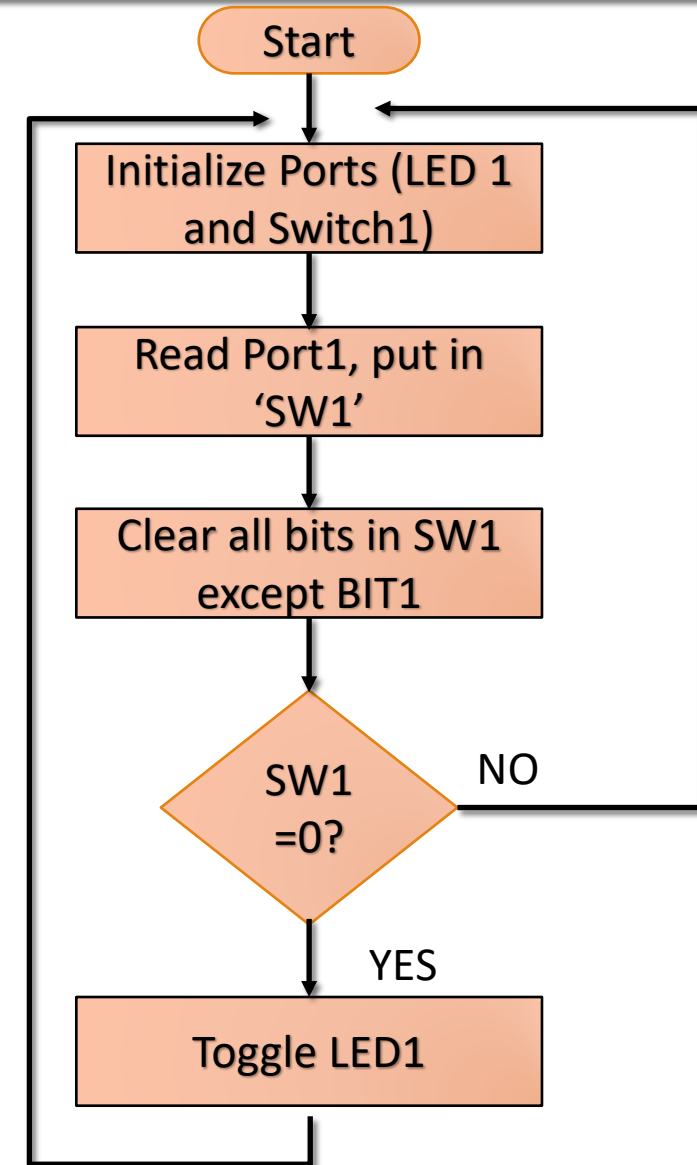 Start
Initialize Ports (LED 1
and Switch1)
Read Port1, put in
‘SW1’
Clear all bits in SW1
except BIT1
SW1
=0?
NO
YES
Toggle LED1